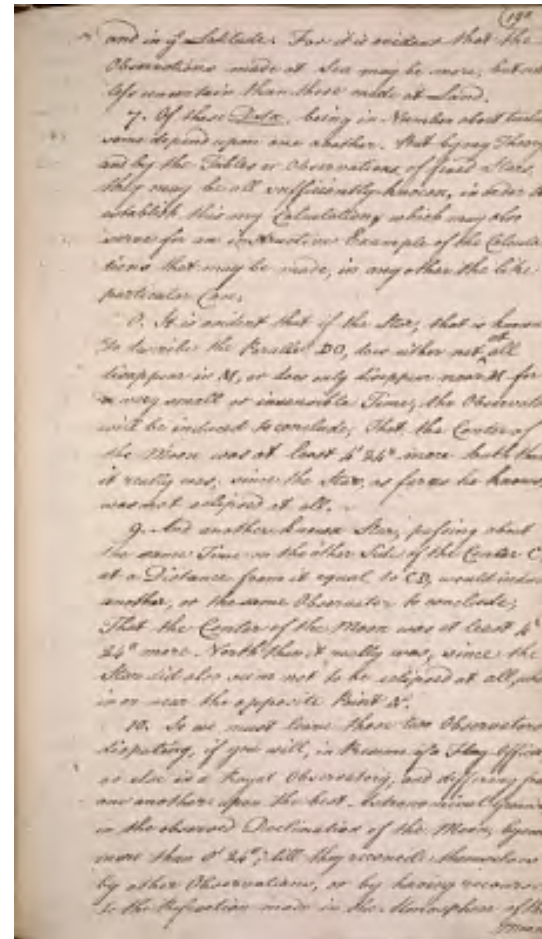 and in ye Latitude. For it is evident that the
Observations made at Sea may be more, but not
less uncertain than those made at Land.
7. Of these Data, being in Number about
some depend upon one another. But by my Theory
and by the Tables or Observations of fixed Stars,
they may be all sufficiently known, in order to
establish this my Calculation, which may also
serve for an instructive Example of the Calcula
tions that may be made, in any other the like
particular Case.
8. It is evident that if the Star, that is known
to describe the Parallel DO, does either not at all
disappear in M, or does only disappear near M for
a very small or insensible Time, the Observator
will be induced to conclude, That the Center of
the Moon was at least 4' 24" more South than
it really was, since the Star, as far as he knows,
was not eclipsed at all.
9. And another known Star, passing about
the same Time on the other Side of the Center C,
at a Distance from it equal to CD, would induce
another, or the same Observator to conclude,
That the Center of the Moon was at least 4'
24" more North than it really was, since the
Star did also seem not to be eclipsed at all, when
in or near the opposite Point
10. So we must leave these two Observators
disputing, if you will, in Presence of a Flag Officer
or else in a Royal Observatory, and differing from
one another upon the best Astronomical
in the observed Declination of the Moon, by
more than 8' 24", till they reconcile themselves
by other Observations, or by having recourse
to the Refraction made in the Atmosphere of the
Moon